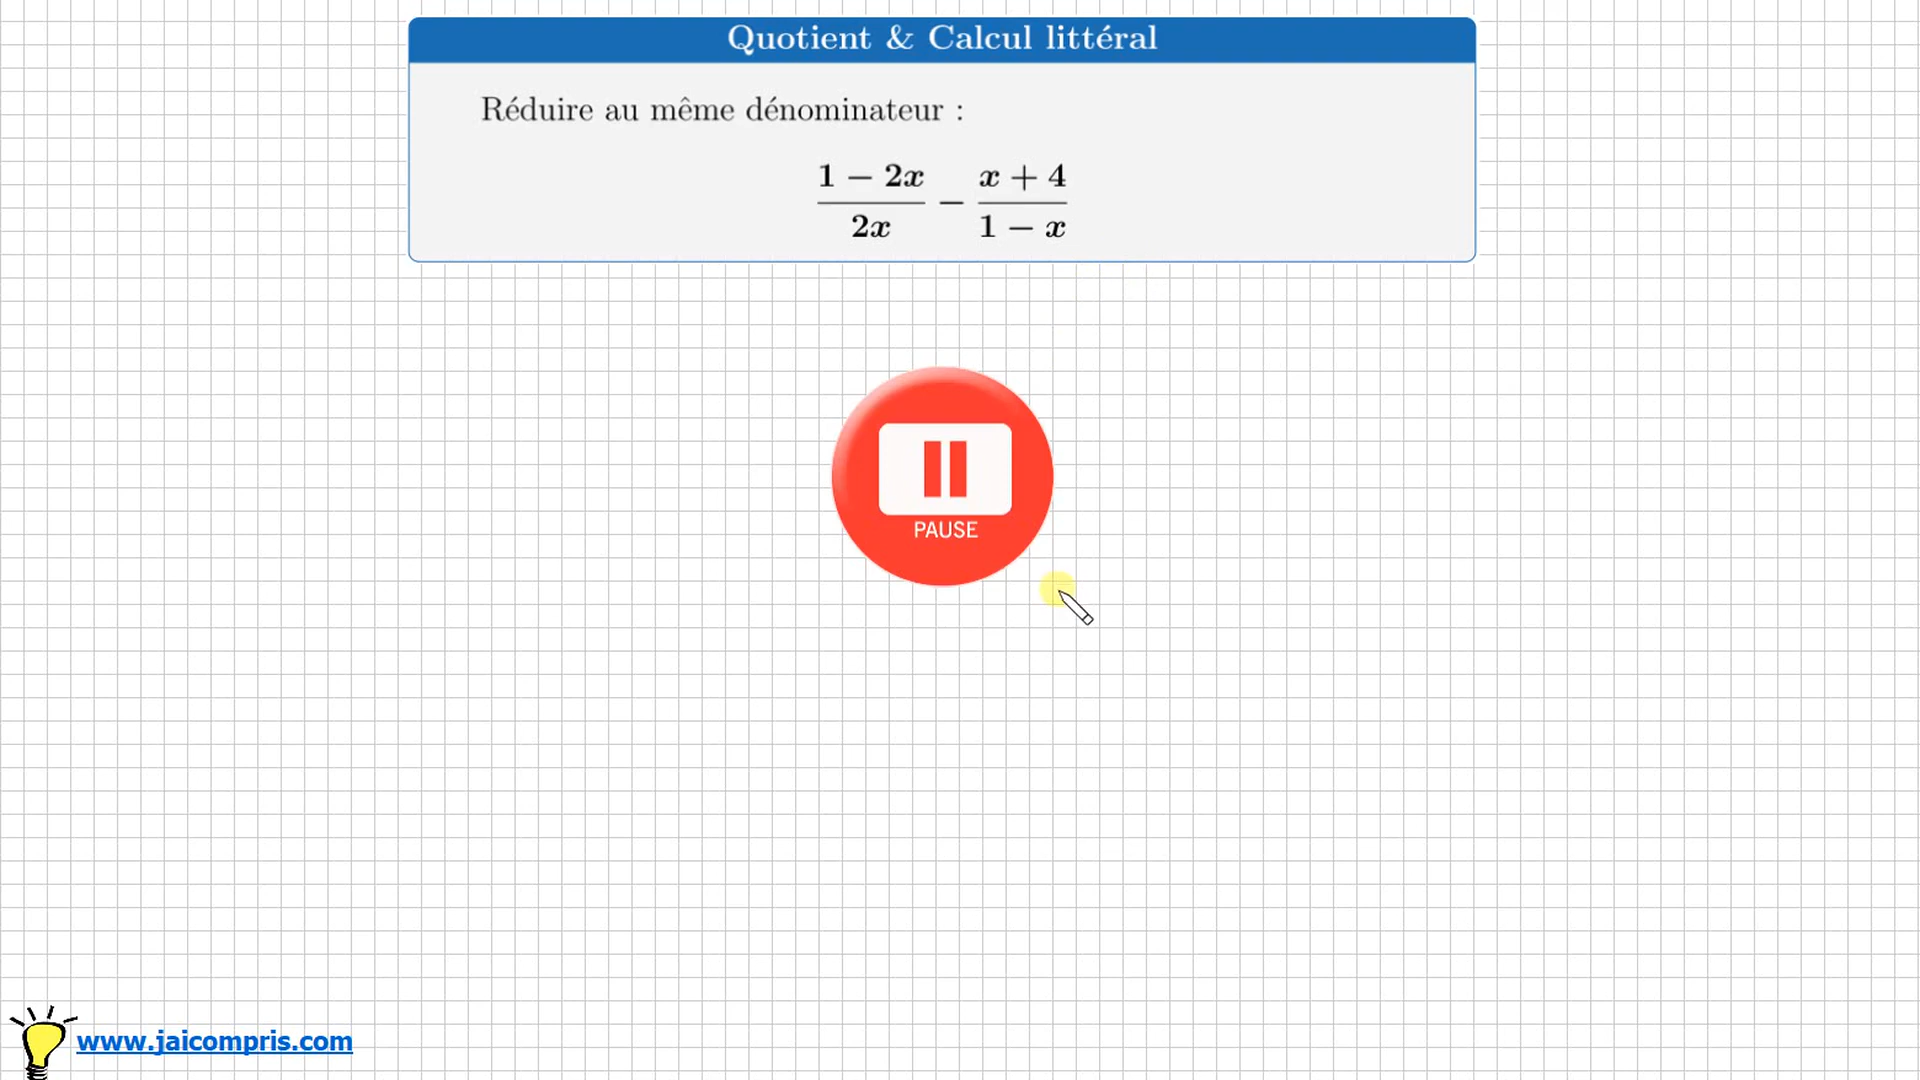 Quotient & Calcul littéral
Réduire au même dénominateur :
1 − 2x / 2x − x + 4 / 1 − x
PAUSE
www.jaicompris.com